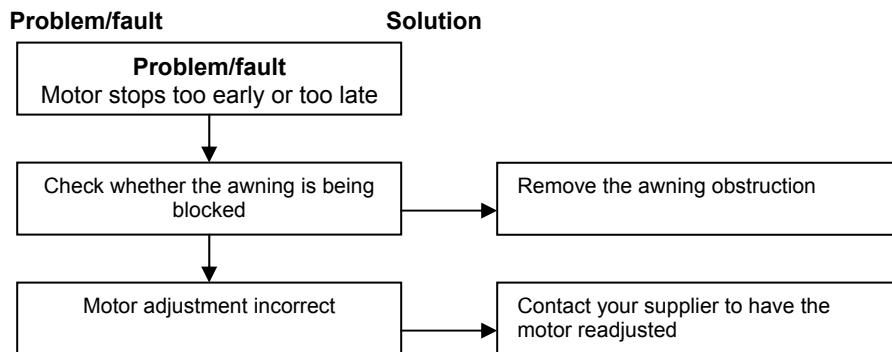 Problem/fault Solution
Problem/fault
Motor stops too early or too late
Check whether the awning is being
blocked
Remove the awning obstruction
Motor adjustment incorrect
Contact your supplier to have the
motor readjusted